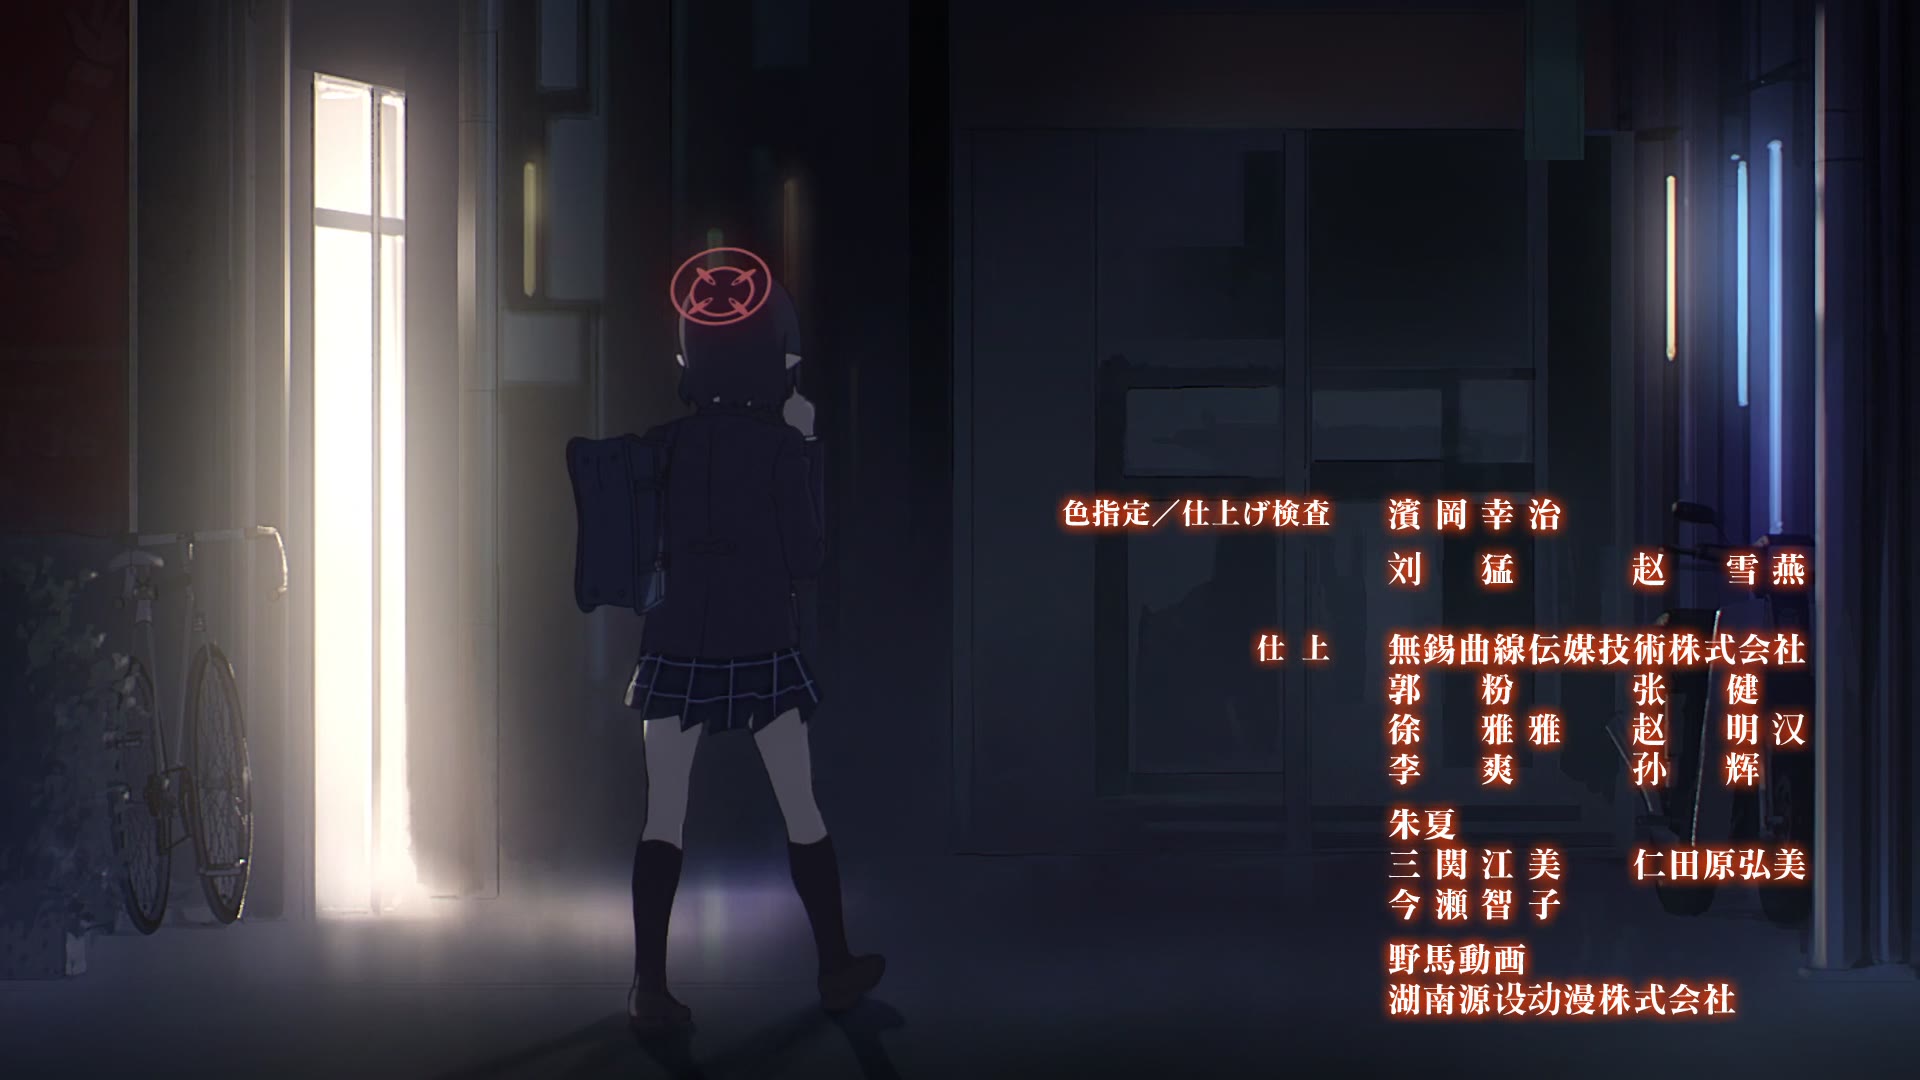 色指定／仕上げ検査 濱岡幸治
刘猛 赵雪燕
仕上 無錫曲線伝媒技術株式会社
郭粉 张健
徐雅雅 赵明汉
李爽 孙辉
朱夏
三関江美 仁田原弘美
今瀬智子
野馬動画
湖南源设动漫株式会社